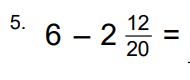 5. 6 – 2 12/20 =